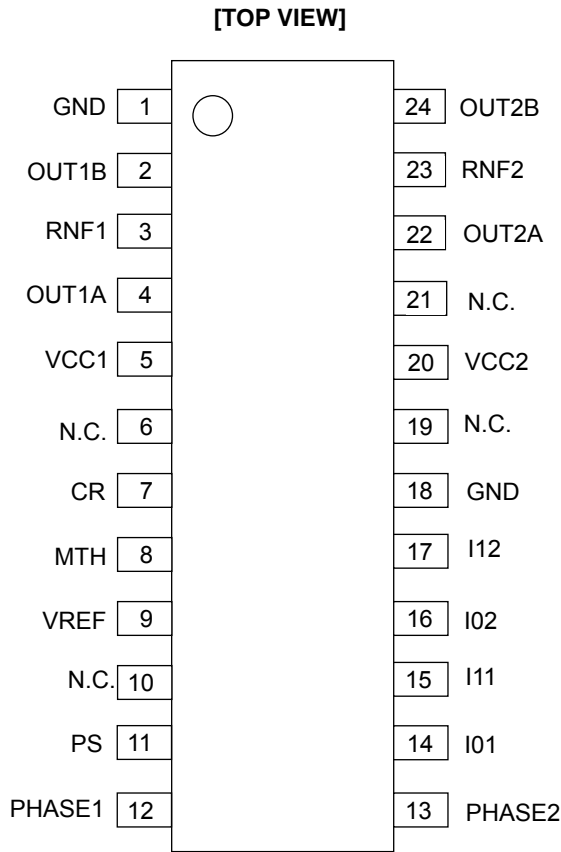 [TOP VIEW]
GND 1 24 OUT2B
OUT1B 2 23 RNF2
RNF1 3 22 OUT2A
OUT1A 4 21 N.C.
VCC1 5 20 VCC2
N.C. 6 19 N.C.
CR 7 18 GND
MTH 8 17 I12
VREF 9 16 I02
N.C. 10 15 I11
PS 11 14 I01
PHASE1 12 13 PHASE2